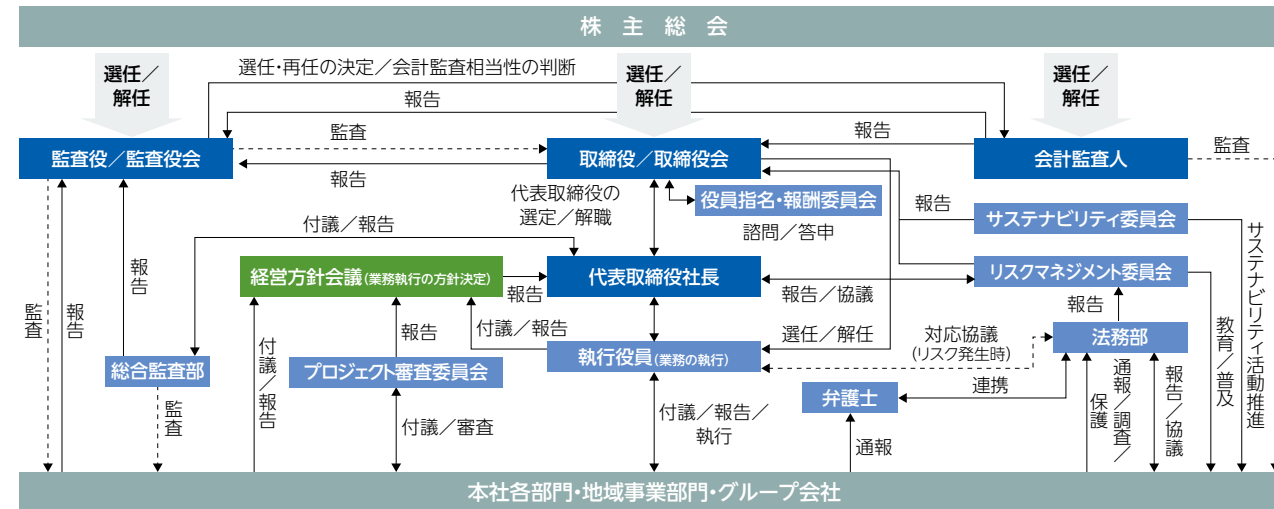 株主総会
選任／
解任
選任／
解任
選任／
解任
選任・再任の決定／会計監査相当性の判断
報告
監査
報告
監査役／監査役会
取締役／取締役会
会計監査人
監査
報告
代表取締役の
選定／解職
役員指名・報酬委員会
諮問／答申
報告
サステナビリティ委員会
付議／報告
経営方針会議(業務執行の方針決定)
報告
代表取締役社長
報告／協議
リスクマネジメント委員会
報告
監査
報告
報告
付議／報告
報告
付議／報告
選任／解任
対応協議
(リスク発生時)
法務部
総合監査部
プロジェクト審査委員会
執行役員(業務の執行)
弁護士
連携
監査
付議／審査
付議／報告／
執行
通報
通報／調査／
保護
報告／協議
教育／普及
サステナビリティ活動推進
本社各部門・地域事業部門・グループ会社